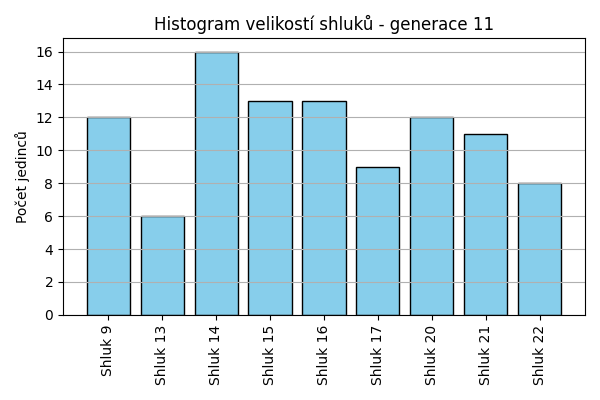 Histogram velikostí shluků - generace 11
Počet jedinců
16
14
12
10
8
6
4
2
0
Shluk 9
Shluk 13
Shluk 14
Shluk 15
Shluk 16
Shluk 17
Shluk 20
Shluk 21
Shluk 22